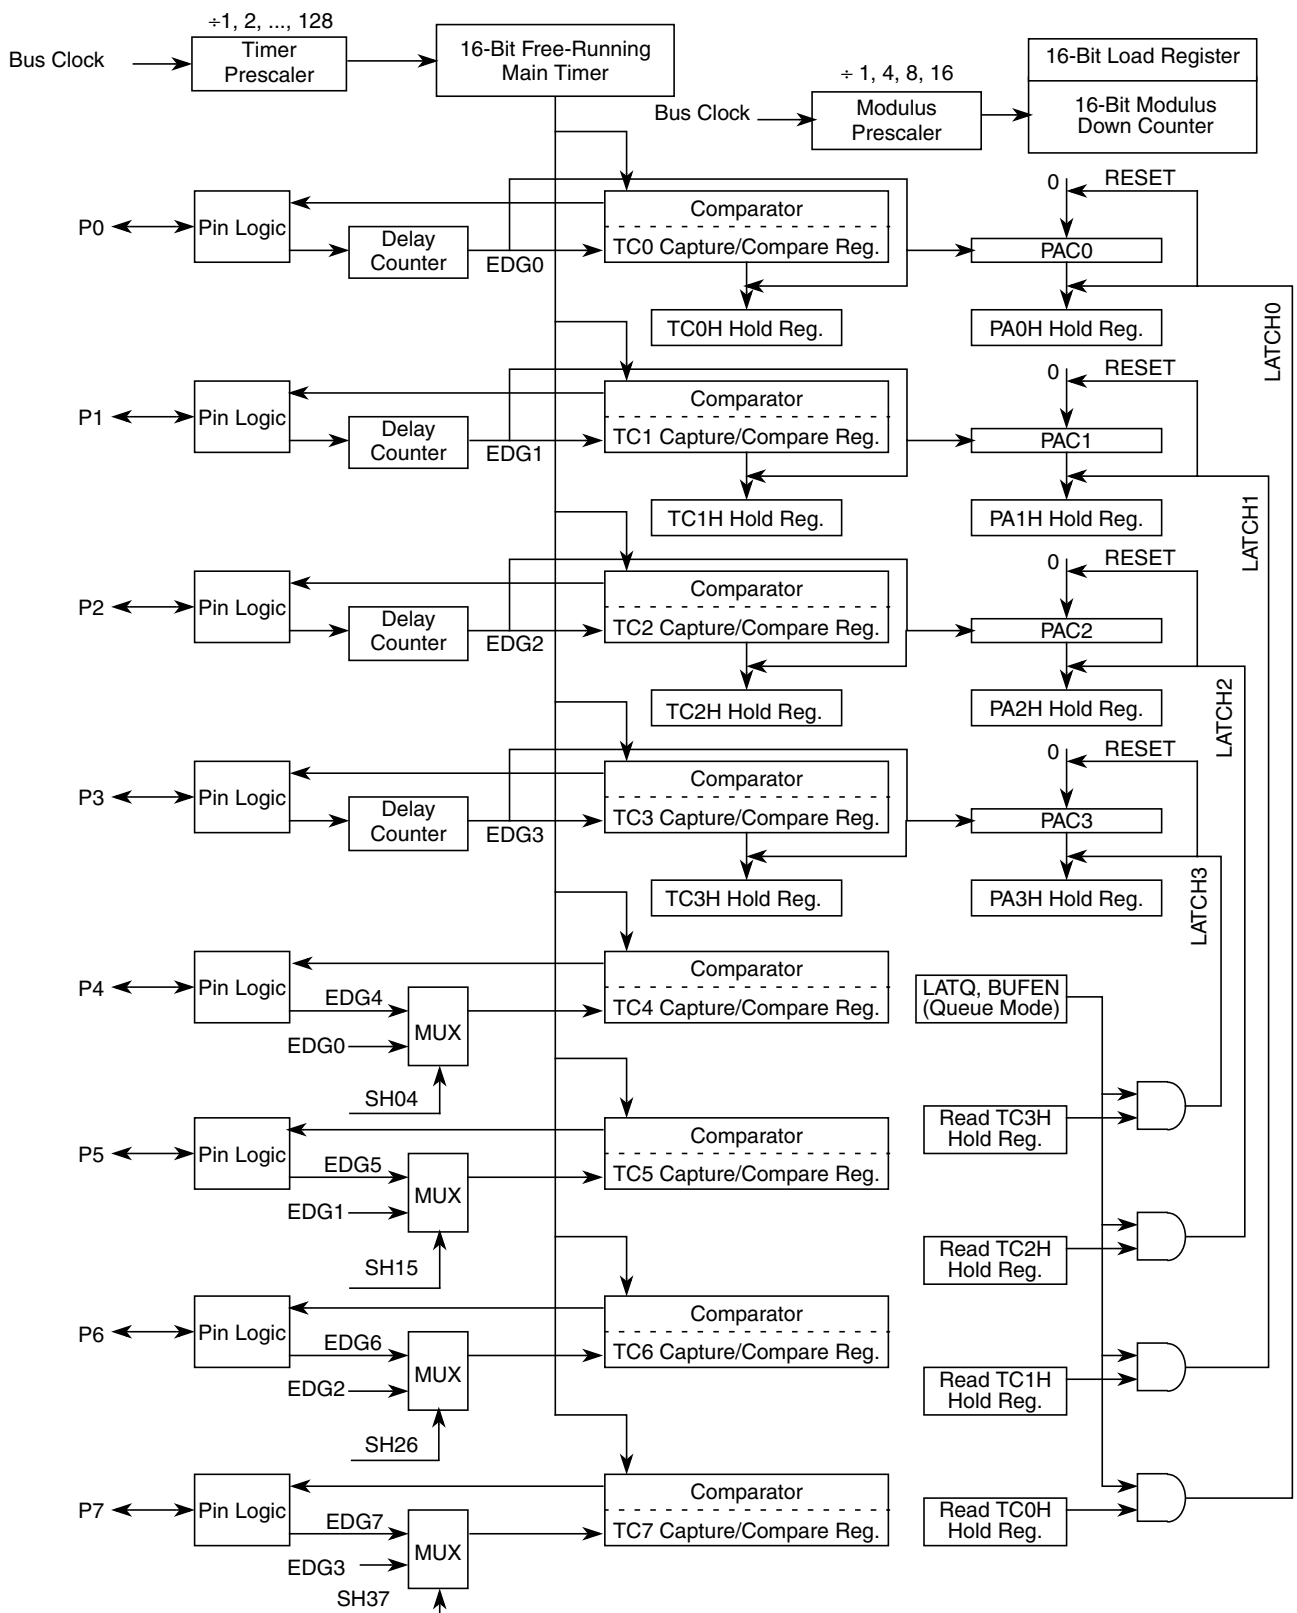 ÷1, 2, ..., 128
Bus Clock
Timer
Prescaler
16-Bit Free-Running
Main Timer
÷ 1, 4, 8, 16
Bus Clock
Modulus
Prescaler
16-Bit Load Register
16-Bit Modulus
Down Counter
P0
Pin Logic
Delay
Counter
EDG0
Comparator
TC0 Capture/Compare Reg.
TC0H Hold Reg.
0
RESET
PAC0
PA0H Hold Reg.
LATCH0
P1
Pin Logic
Delay
Counter
EDG1
Comparator
TC1 Capture/Compare Reg.
TC1H Hold Reg.
0
RESET
PAC1
PA1H Hold Reg.
LATCH1
P2
Pin Logic
Delay
Counter
EDG2
Comparator
TC2 Capture/Compare Reg.
TC2H Hold Reg.
0
RESET
PAC2
PA2H Hold Reg.
LATCH2
P3
Pin Logic
Delay
Counter
EDG3
Comparator
TC3 Capture/Compare Reg.
TC3H Hold Reg.
0
RESET
PAC3
PA3H Hold Reg.
LATCH3
P4
Pin Logic
EDG4
EDG0
MUX
SH04
Comparator
TC4 Capture/Compare Reg.
LATQ, BUFEN
(Queue Mode)
Read TC3H
Hold Reg.
P5
Pin Logic
EDG5
EDG1
MUX
SH15
Comparator
TC5 Capture/Compare Reg.
Read TC2H
Hold Reg.
P6
Pin Logic
EDG6
EDG2
MUX
SH26
Comparator
TC6 Capture/Compare Reg.
Read TC1H
Hold Reg.
P7
Pin Logic
EDG7
EDG3
MUX
SH37
Comparator
TC7 Capture/Compare Reg.
Read TC0H
Hold Reg.